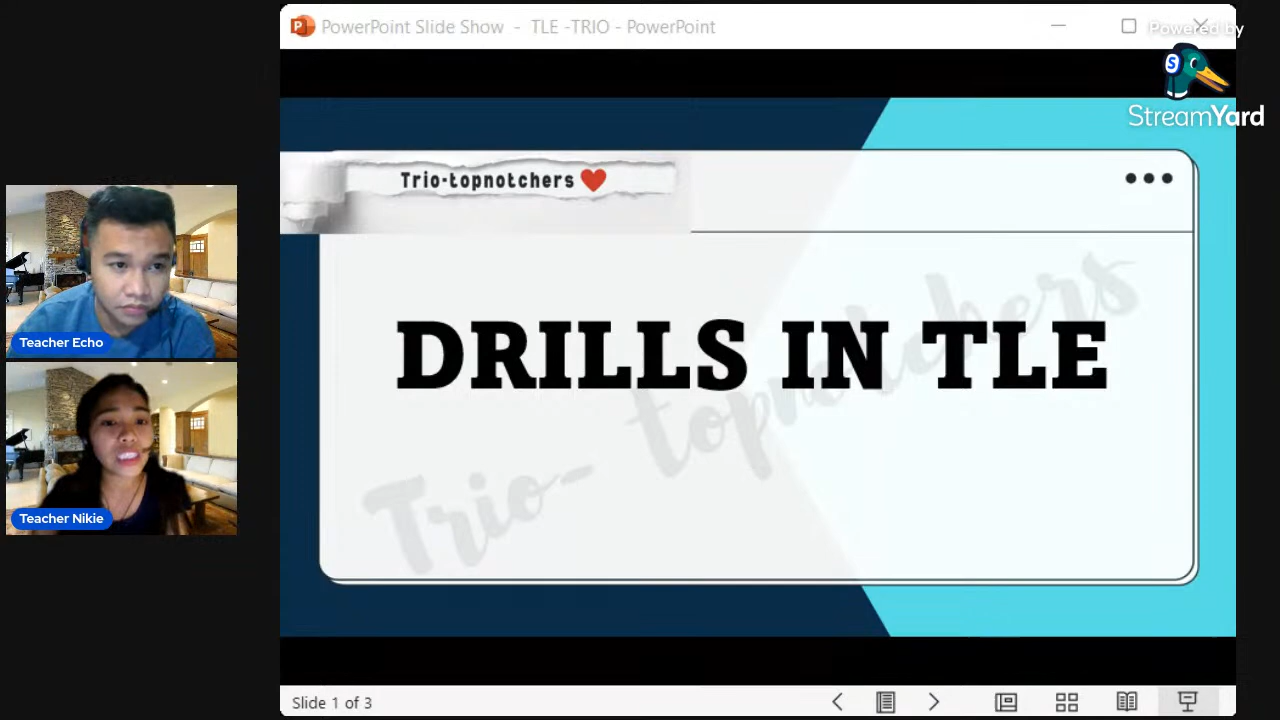 PowerPoint Slide Show - TLE -TRIO - PowerPoint
Powered by
StreamYard
Trio-topnotchers
DRILLS IN TLE
Trio- topnotchers
Teacher Echo
Teacher Nikie
Slide 1 of 3